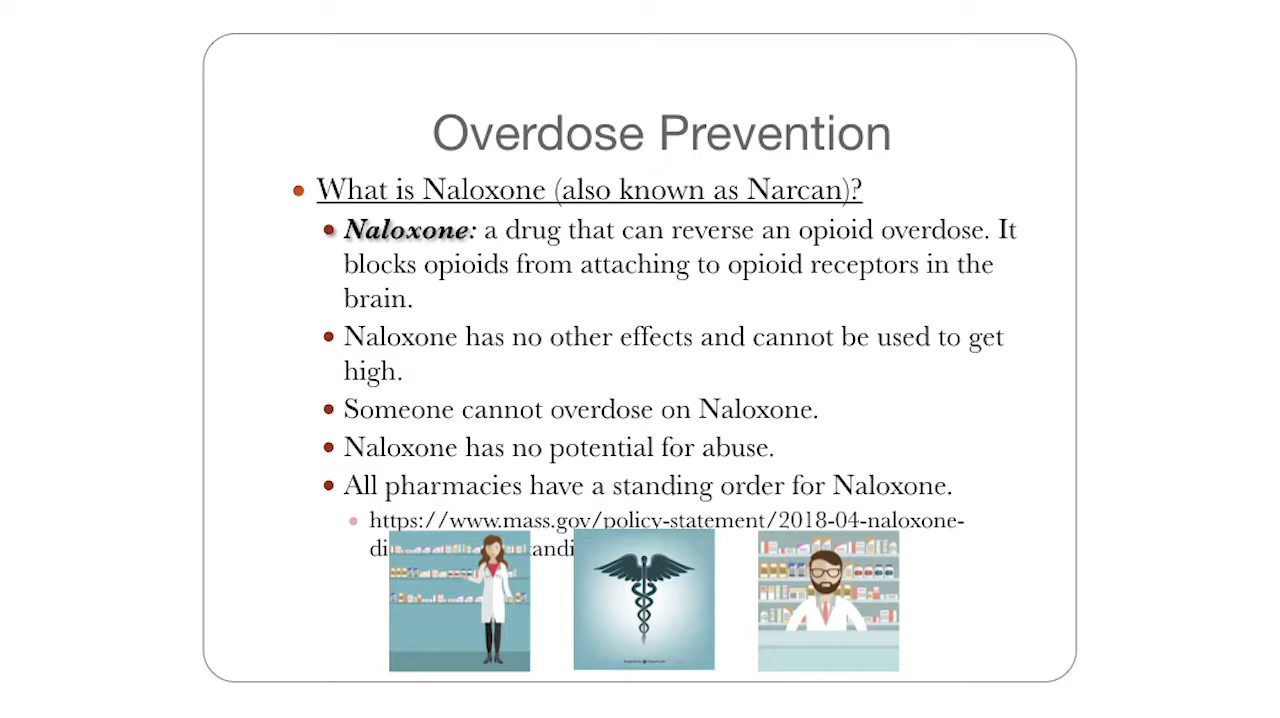 Overdose Prevention
What is Naloxone (also known as Narcan)?
Naloxone: a drug that can reverse an opioid overdose. It
blocks opioids from attaching to opioid receptors in the
brain.
Naloxone has no other effects and cannot be used to get
high.
Someone cannot overdose on Naloxone.
Naloxone has no potential for abuse.
All pharmacies have a standing order for Naloxone.
https://www.mass.gov/policy-statement/2018-04-naloxone-